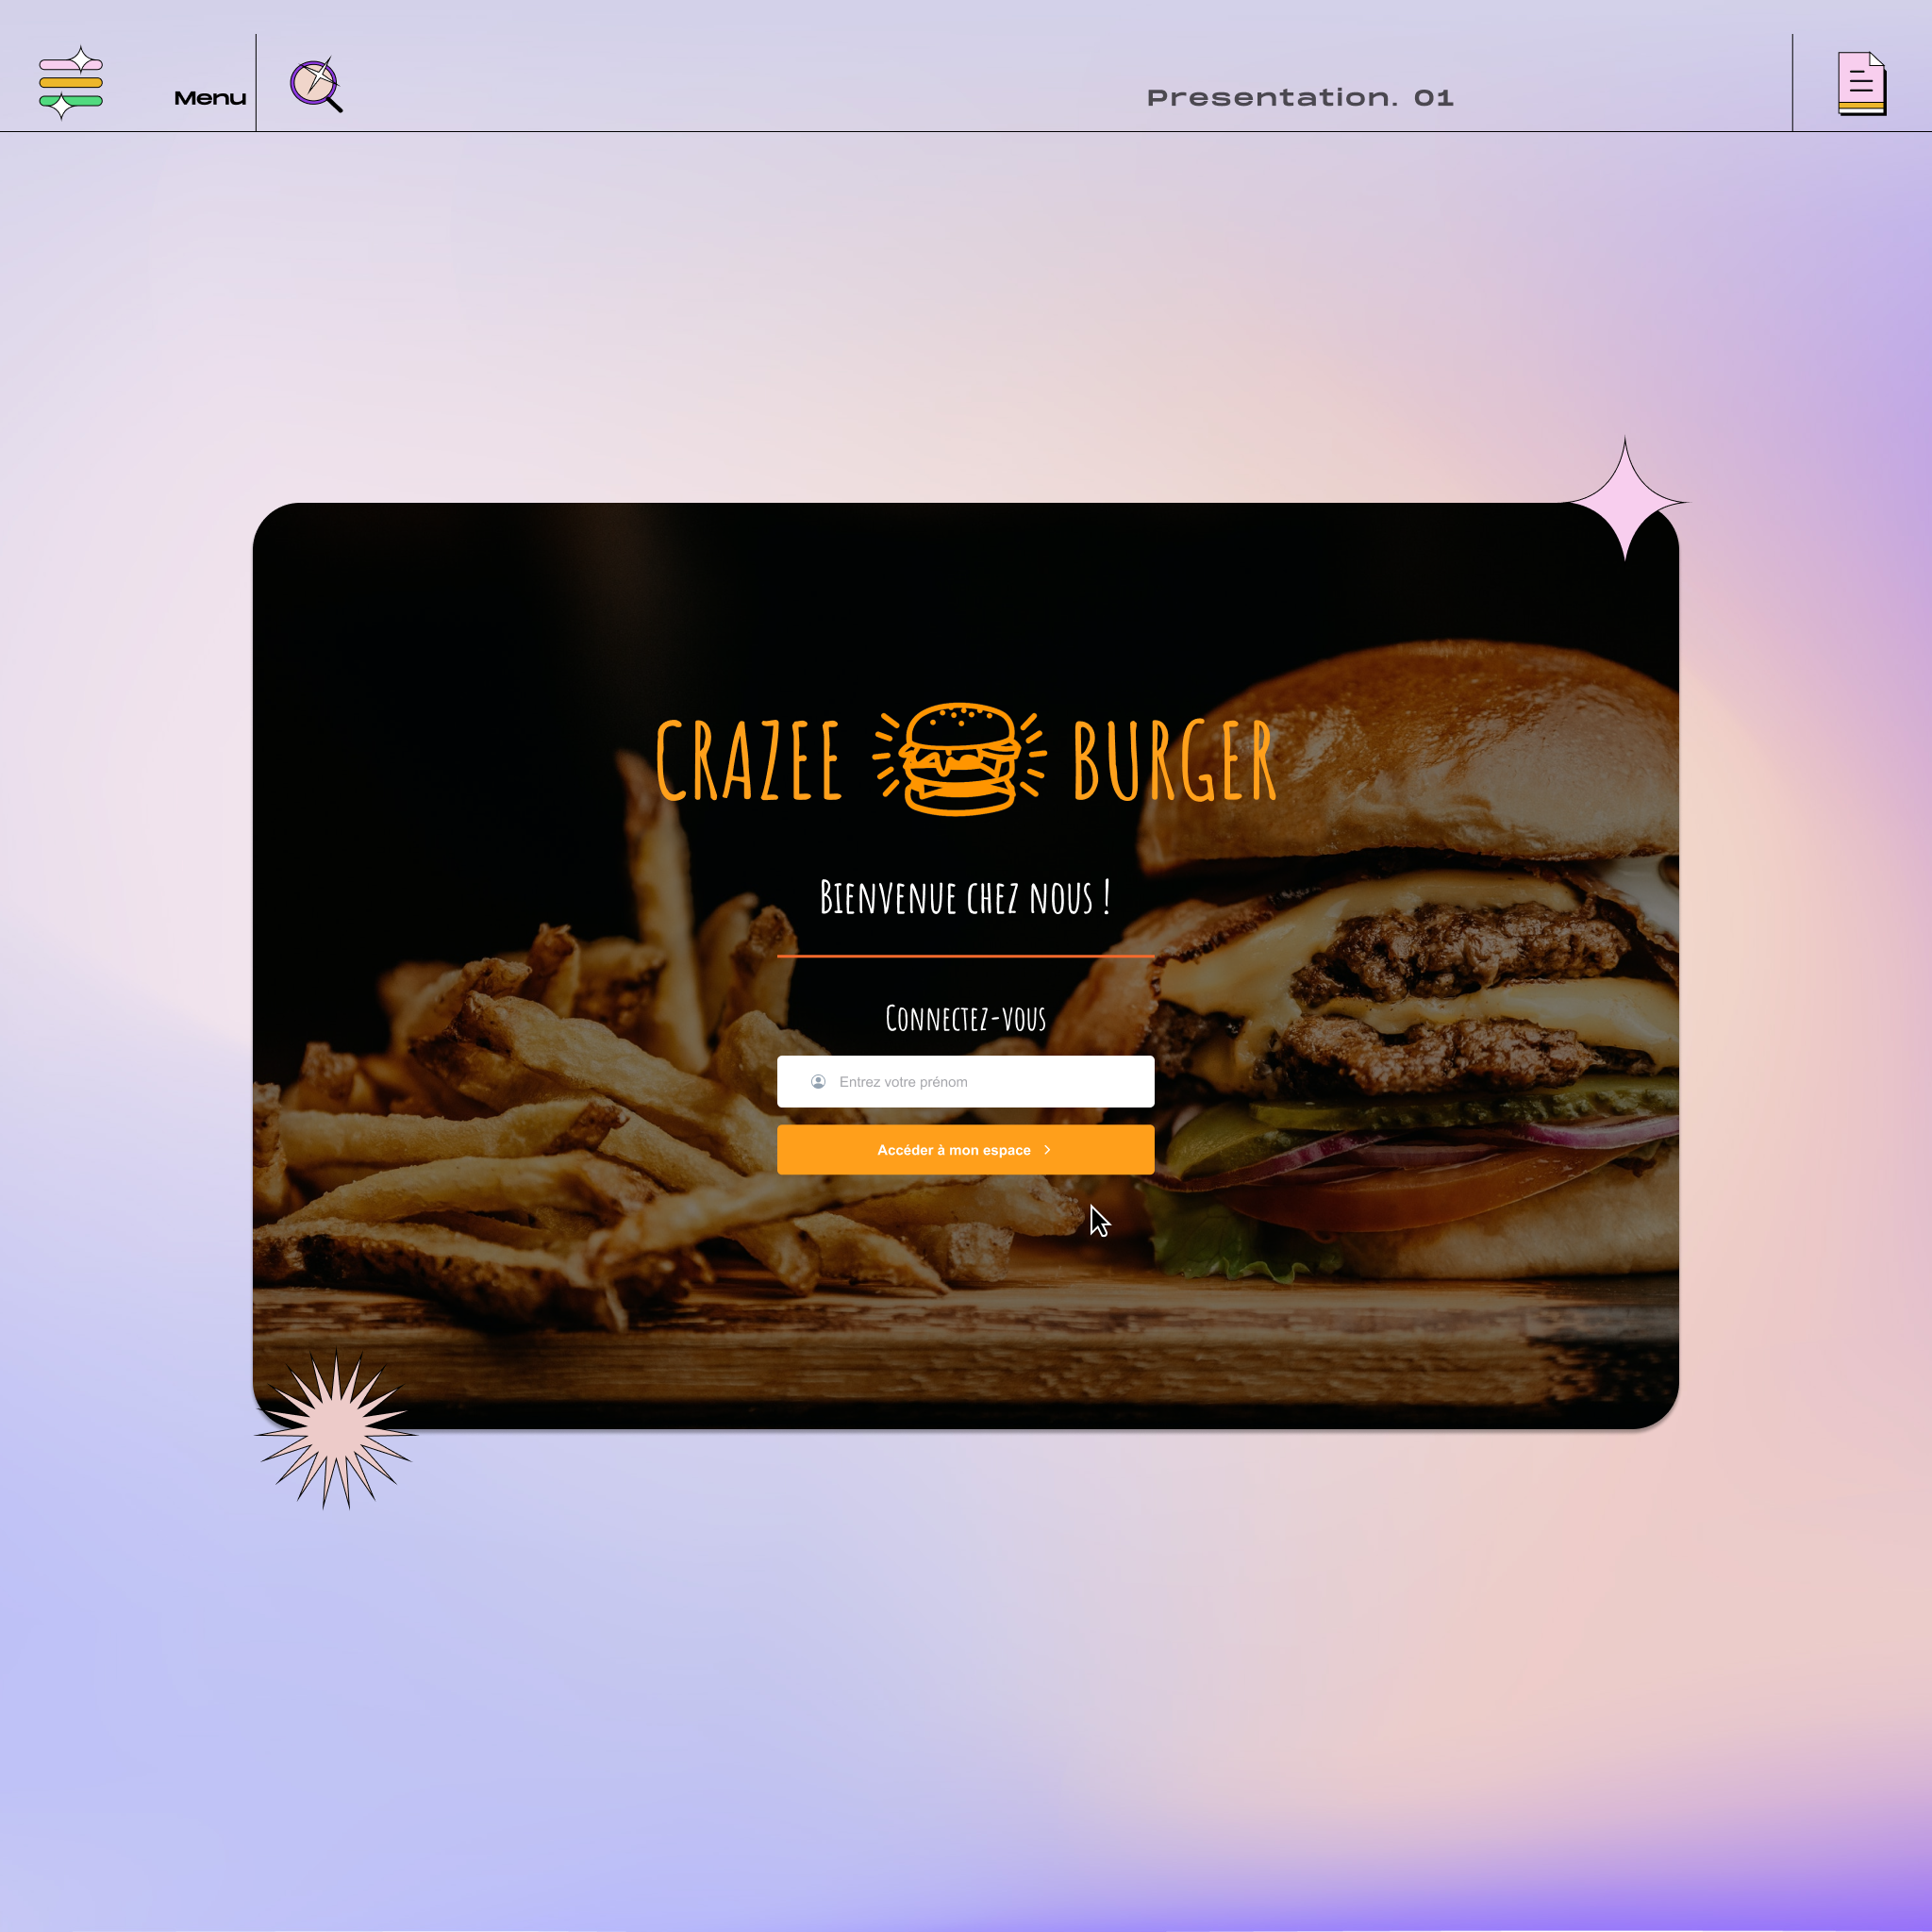 Menu
Presentation. 01
CRAZEE BURGER
BIENVENUE CHEZ NOUS !
CONNECTEZ-VOUS
Entrez votre prénom
Accéder à mon espace